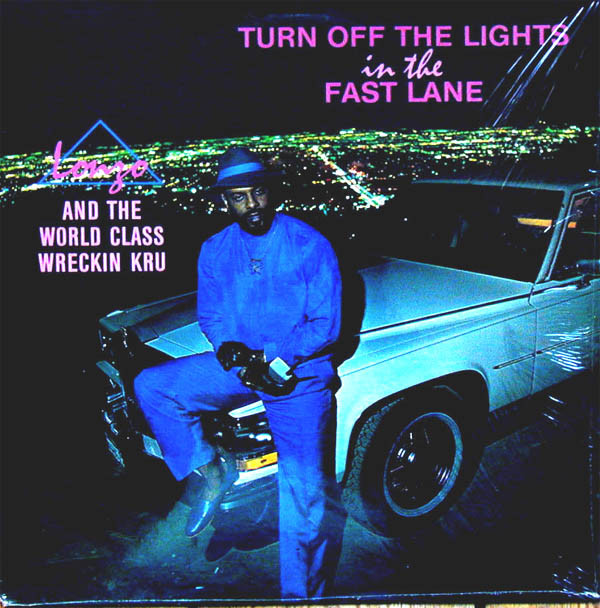 TURN OFF THE LIGHTS
in the
FAST LANE
Lonzo
AND THE
WORLD CLASS
WRECKIN KRU